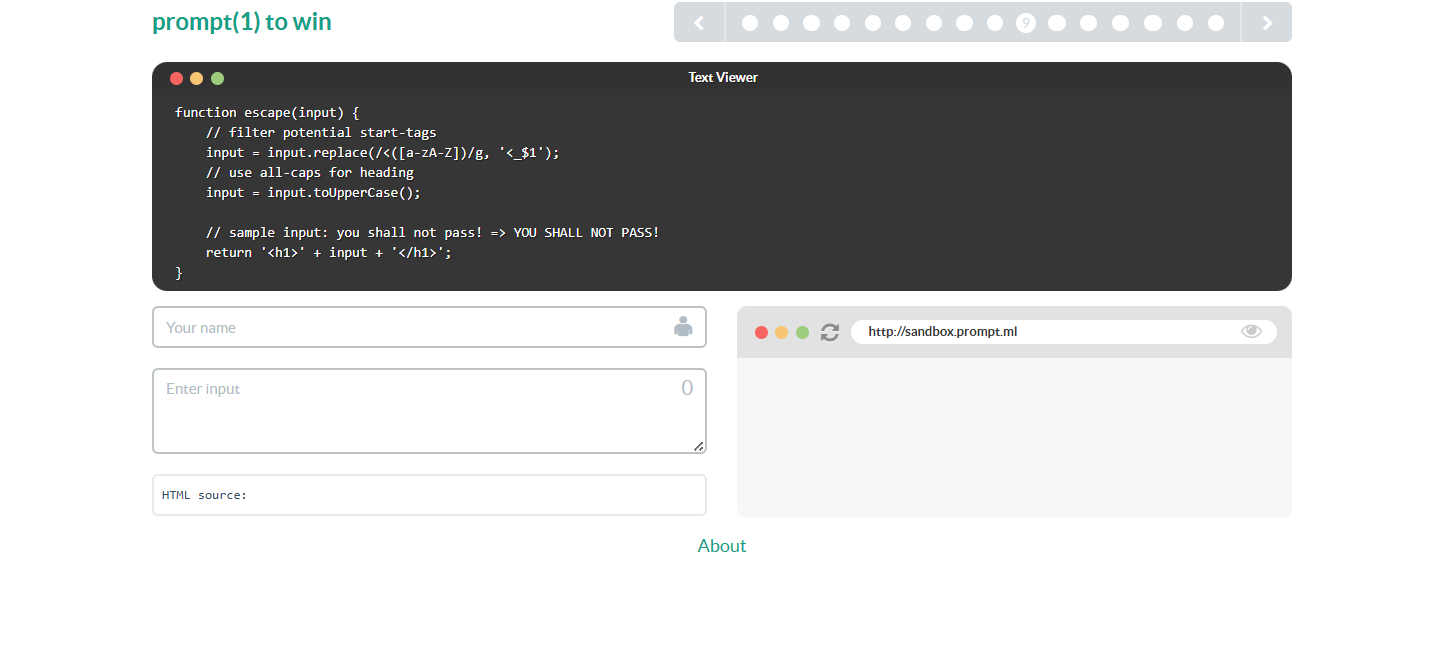 prompt(1) to win
9
Text Viewer
function escape(input) {
    // filter potential start-tags
    input = input.replace(/<([a-zA-Z])/g, '<_$1');
    // use all-caps for heading
    input = input.toUpperCase();

    // sample input: you shall not pass! => YOU SHALL NOT PASS!
    return '<h1>' + input + '</h1>';
}
Your name
http://sandbox.prompt.ml
Enter input 0
HTML source:
About